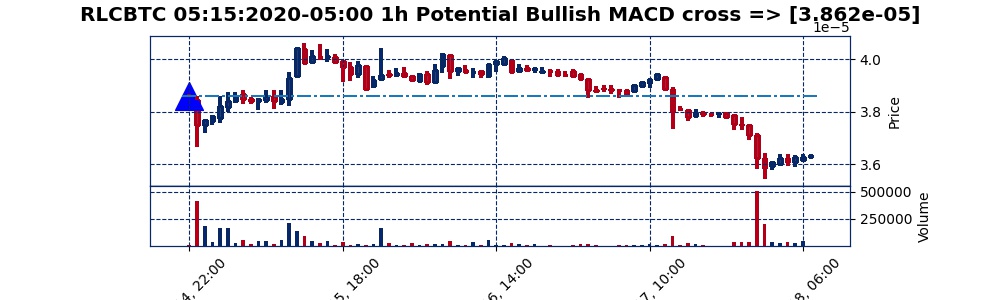 RLCBTC 05:15:2020-05:00 1h Potential Bullish MACD cross => [3.862e-05]
1e−5
4.0
3.8
3.6
Price
500000
250000
Volume
4, 22:00
5, 18:00
6, 14:00
7, 10:00
8, 06:00